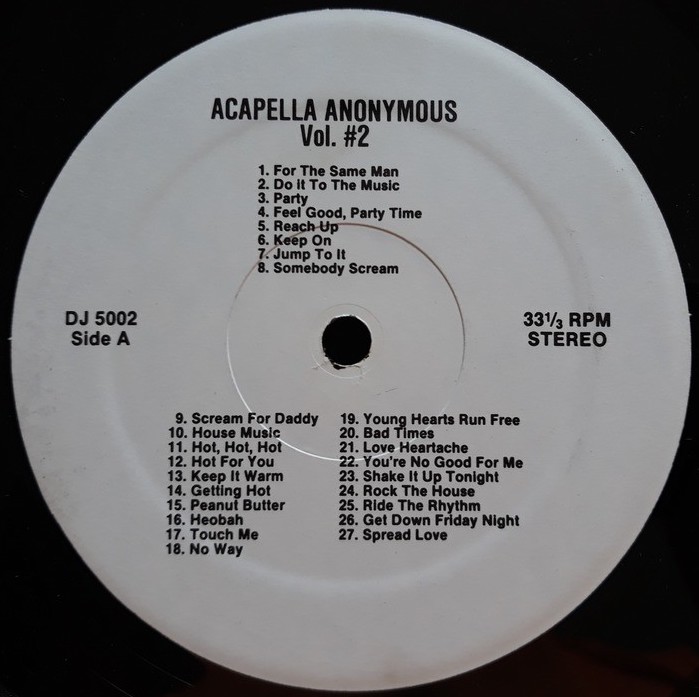 ACAPELLA ANONYMOUS
Vol. #2
1. For The Same Man
2. Do it To The Music
3. Party
4. Feel Good, Party Time
5. Reach Up
6. Keep On
7. Jump To It
8. Somebody Scream
DJ 5002
Side A
33⅓ RPM
STEREO
9. Scream For Daddy
10. House Music
11. Hot, Hot, Hot
12. Hot For You
13. Keep It Warm
14. Getting Hot
15. Peanut Butter
16. Heobah
17. Touch Me
18. No Way
19. Young Hearts Run Free
20. Bad Times
21. Love Heartache
22. You're No Good For Me
23. Shake It Up Tonight
24. Rock The House
25. Ride The Rhythm
26. Get Down Friday Night
27. Spread Love